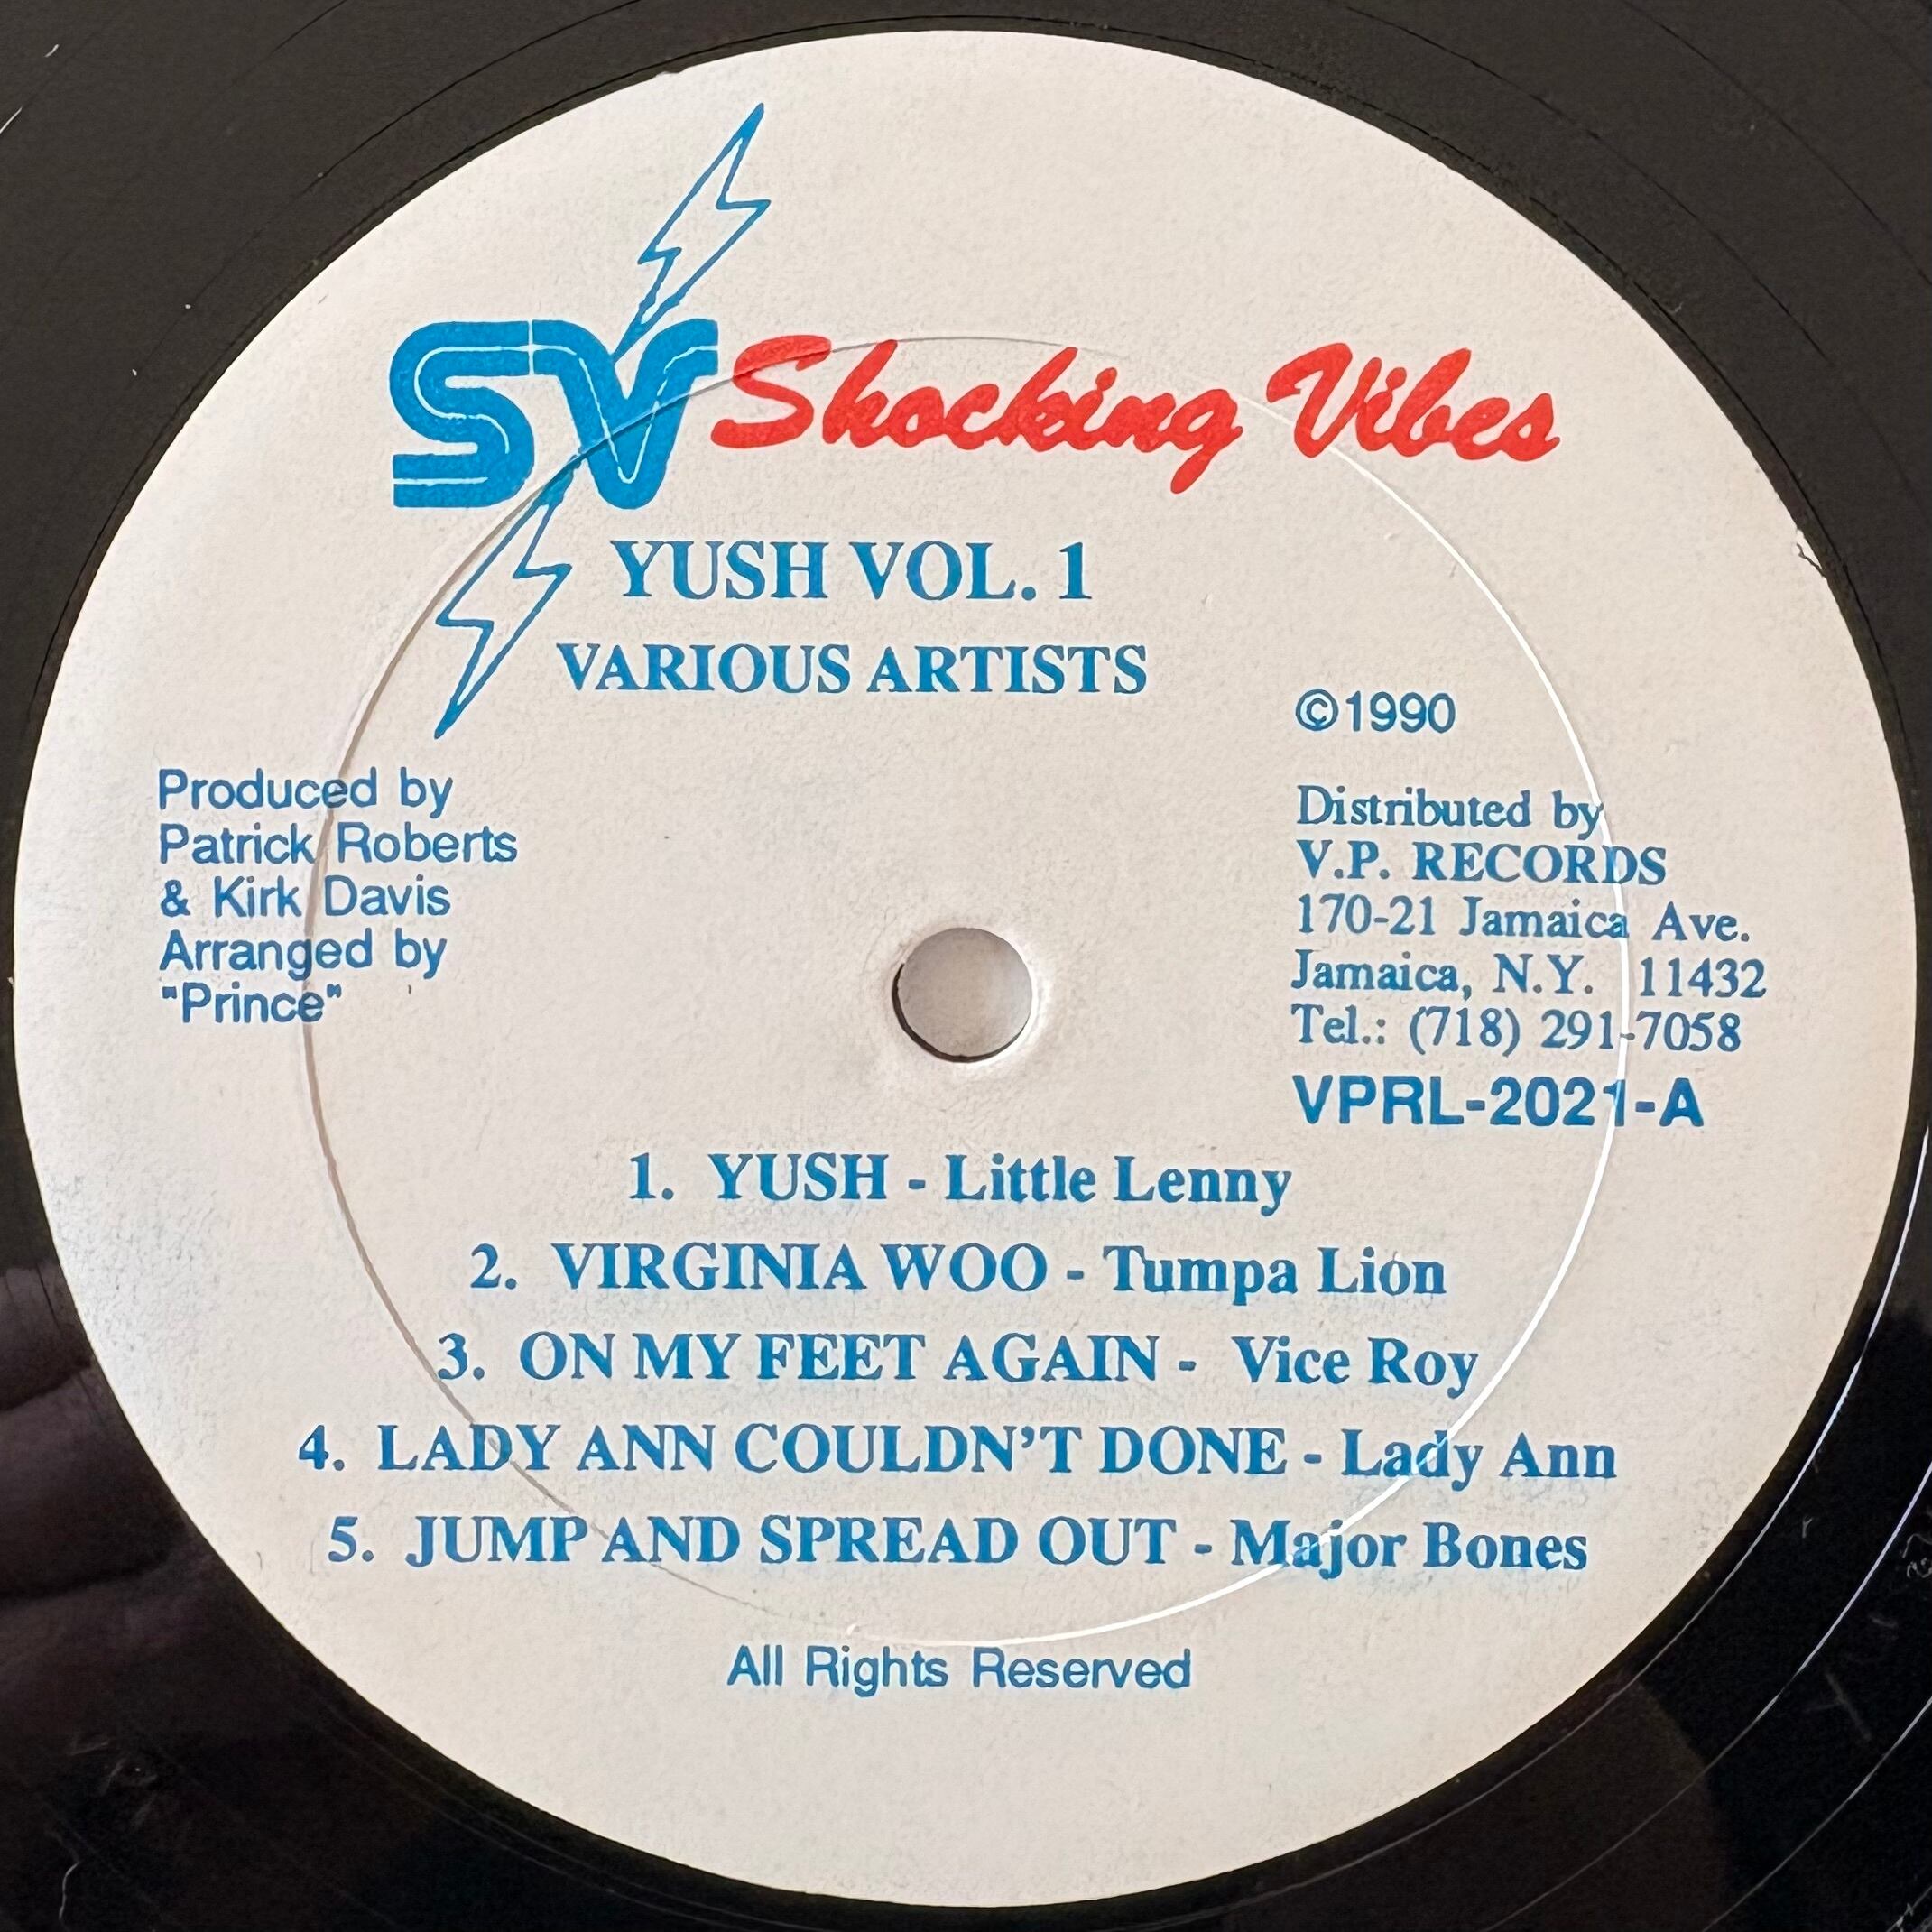 SV Shocking Vibes
YUSH VOL. 1
VARIOUS ARTISTS
Produced by
Patrick Roberts
& Kirk Davis
Arranged by
"Prince"
©1990
Distributed by
V.P. RECORDS
170-21 Jamaica Ave.
Jamaica, N.Y. 11432
Tel.: (718) 291-7058
VPRL-2021-A
1. YUSH - Little Lenny
2. VIRGINIA WOO - Tumpa Lion
3. ON MY FEET AGAIN - Vice Roy
4. LADY ANN COULDN'T DONE - Lady Ann
5. JUMP AND SPREAD OUT - Major Bones
All Rights Reserved